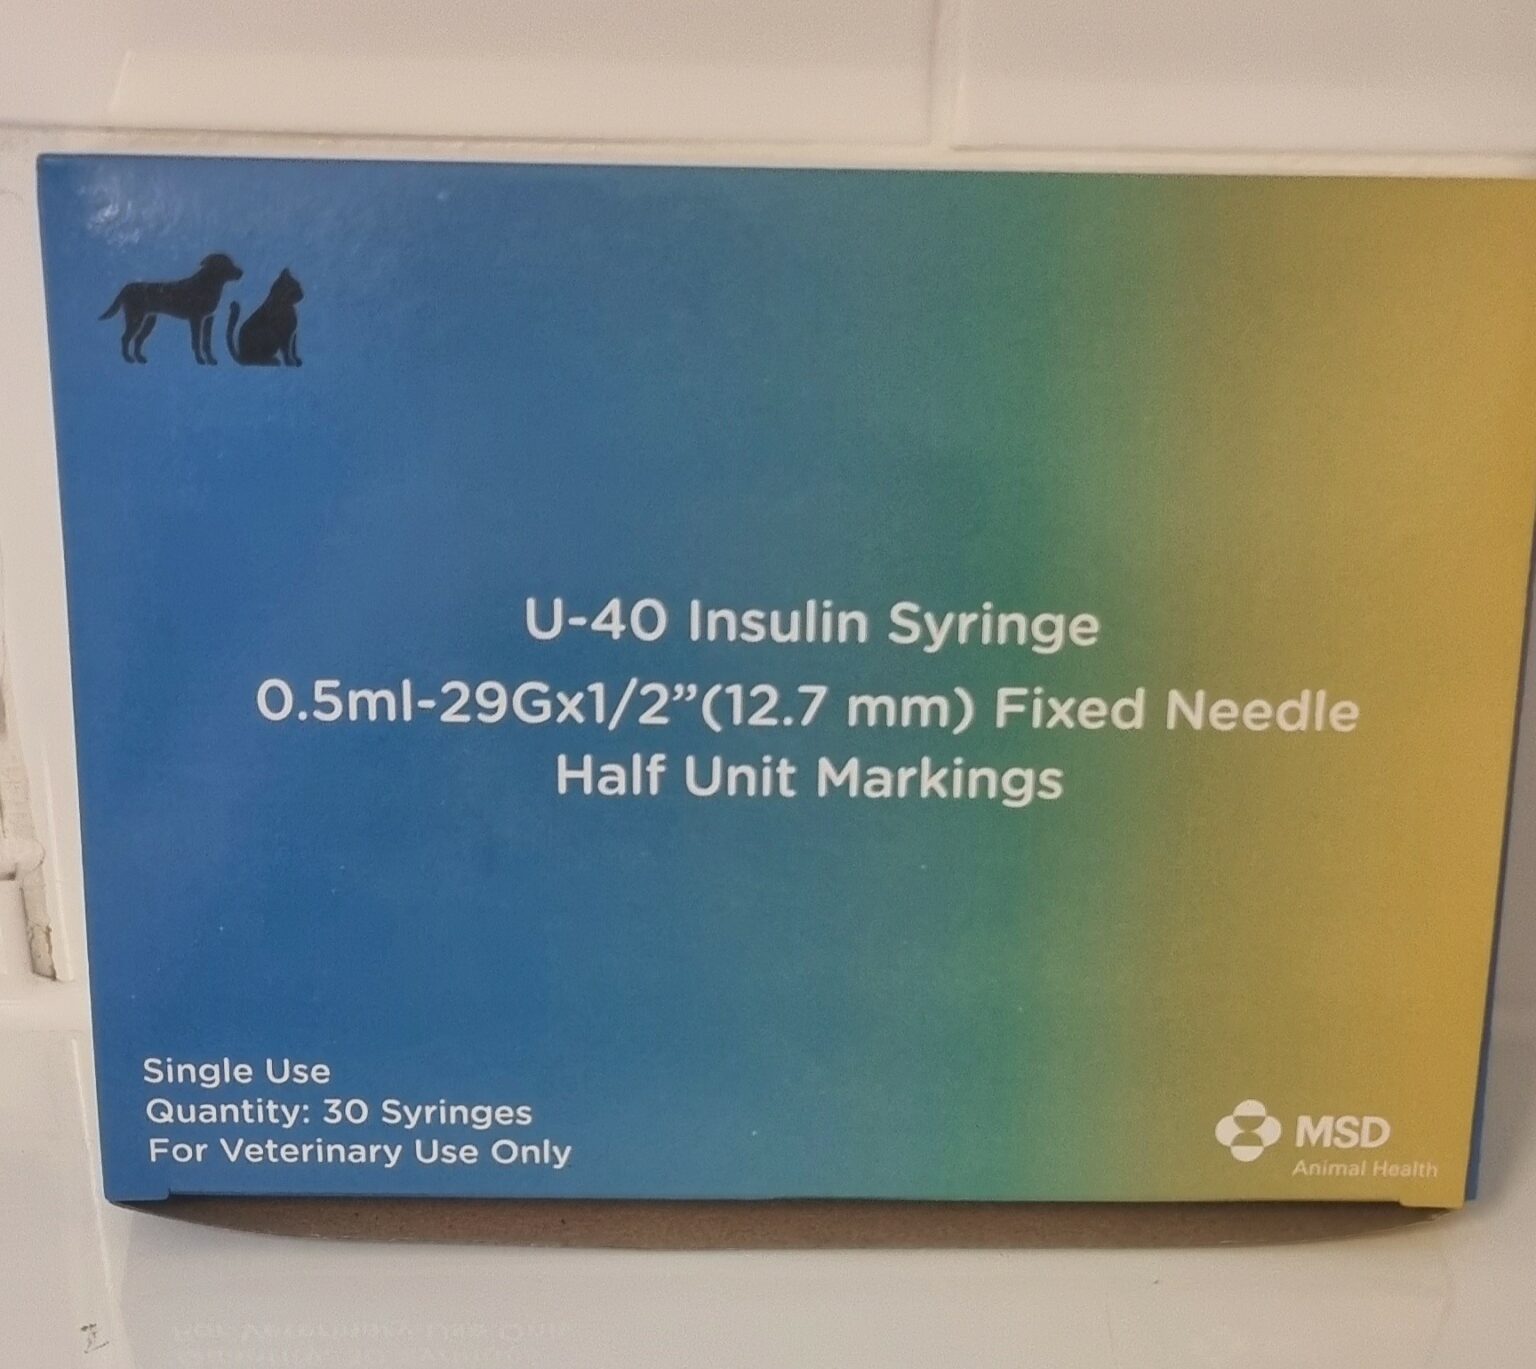 U-40 Insulin Syringe
0.5ml-29Gx1/2”(12.7 mm) Fixed Needle
Half Unit Markings
Single Use
Quantity: 30 Syringes
For Veterinary Use Only
MSD
Animal Health